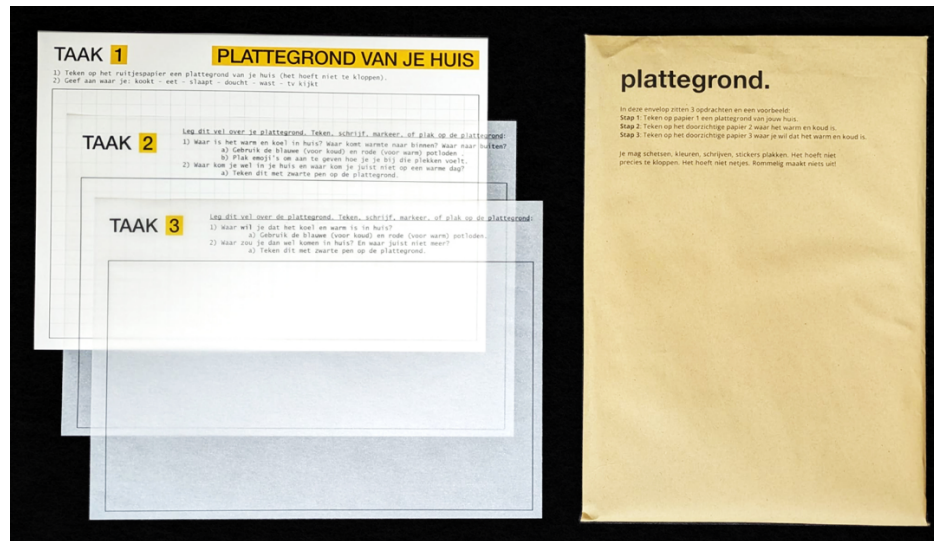 TAAK 1 PLATTEGROND VAN JE HUIS
1) Teken op het ruitjespapier een plattegrond van je huis (het hoeft niet te kloppen).
2) Geef aan waar je: kookt - eet - slaapt - doucht - wast - tv kijkt
TAAK 2
Leg dit vel over je plattegrond. Teken, schrijf, markeer, of plak op de plattegrond:
1) Waar is het warm en koel in huis? Waar komt warmte naar binnen? Waar naar buiten?
a) Gebruik de blauwe (voor koud) en rode (voor warm) potloden .
b) Plak emoji's om aan te geven hoe je je bij die plekken voelt.
2) Waar kom je wel in je huis en waar kom je juist niet op een warme dag?
a) Teken dit met zwarte pen op de plattegrond.
TAAK 3
Leg dit vel over de plattegrond. Teken, schrijf, markeer, of plak op de plattegrond:
1) Waar wil je dat het koel en warm is in huis?
a) Gebruik de blauwe (voor koud) en rode (voor warm) potloden.
2) Waar zou je dan wel komen in huis? En waar juist niet meer?
a) Teken dit met zwarte pen op de plattegrond.
plattegrond.
In deze envelop zitten 3 opdrachten en een voorbeeld:
Stap 1: Teken op papier 1 een plattegrond van jouw huis.
Stap 2: Teken op het doorzichtige papier 2 waar het warm en koud is.
Stap 3: Teken op het doorzichtige papier 3 waar je wil dat het warm en koud is.
Je mag schetsen, kleuren, schrijven, stickers plakken. Het hoeft niet
precies te kloppen. Het hoeft niet netjes. Rommelig maakt niets uit!